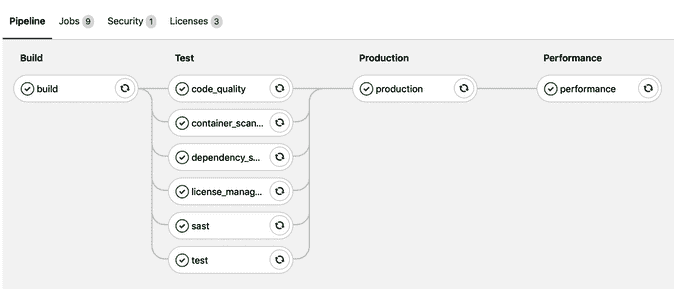 Pipeline Jobs 9 Security 1 Licenses 3
Build Test Production Performance
build code_quality production performance
container_scan...
dependency_s...
license_manag...
sast
test